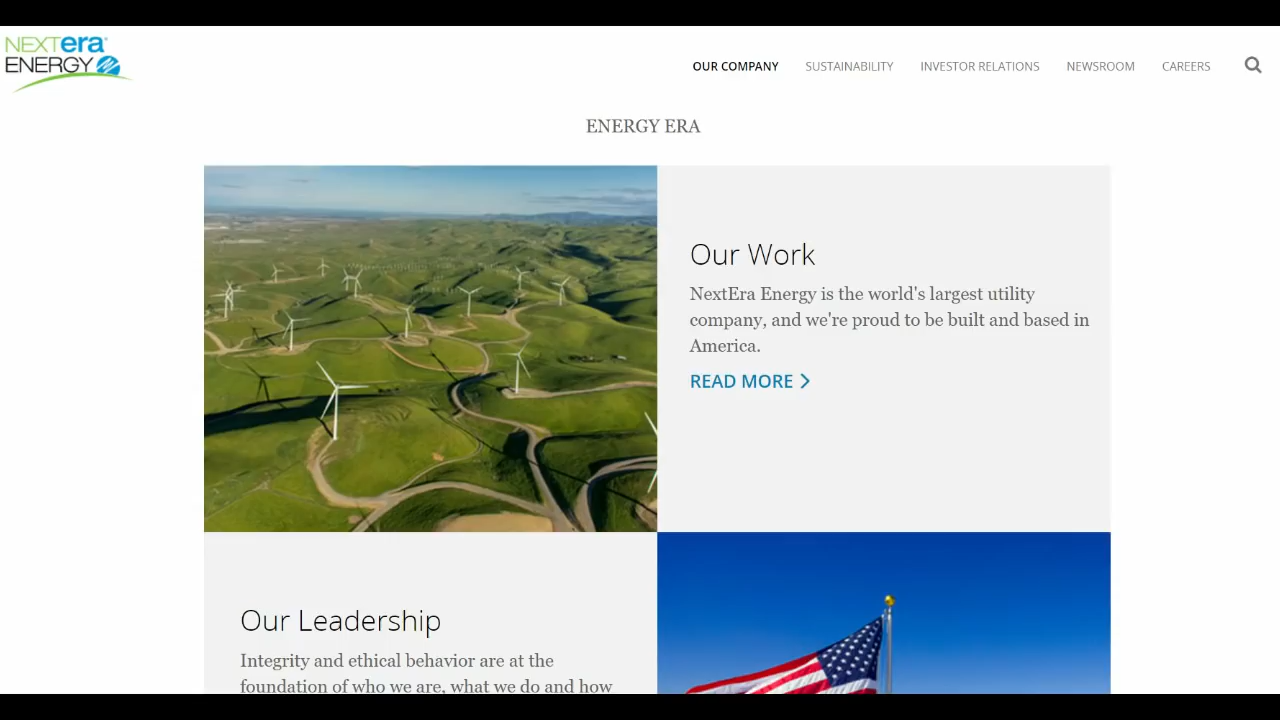 NEXTera
ENERGY
OUR COMPANY
SUSTAINABILITY
INVESTOR RELATIONS
NEWSROOM
CAREERS
ENERGY ERA
Our Work
NextEra Energy is the world's largest utility
company, and we're proud to be built and based in
America.
READ MORE
Our Leadership
Integrity and ethical behavior are at the
foundation of who we are, what we do and how